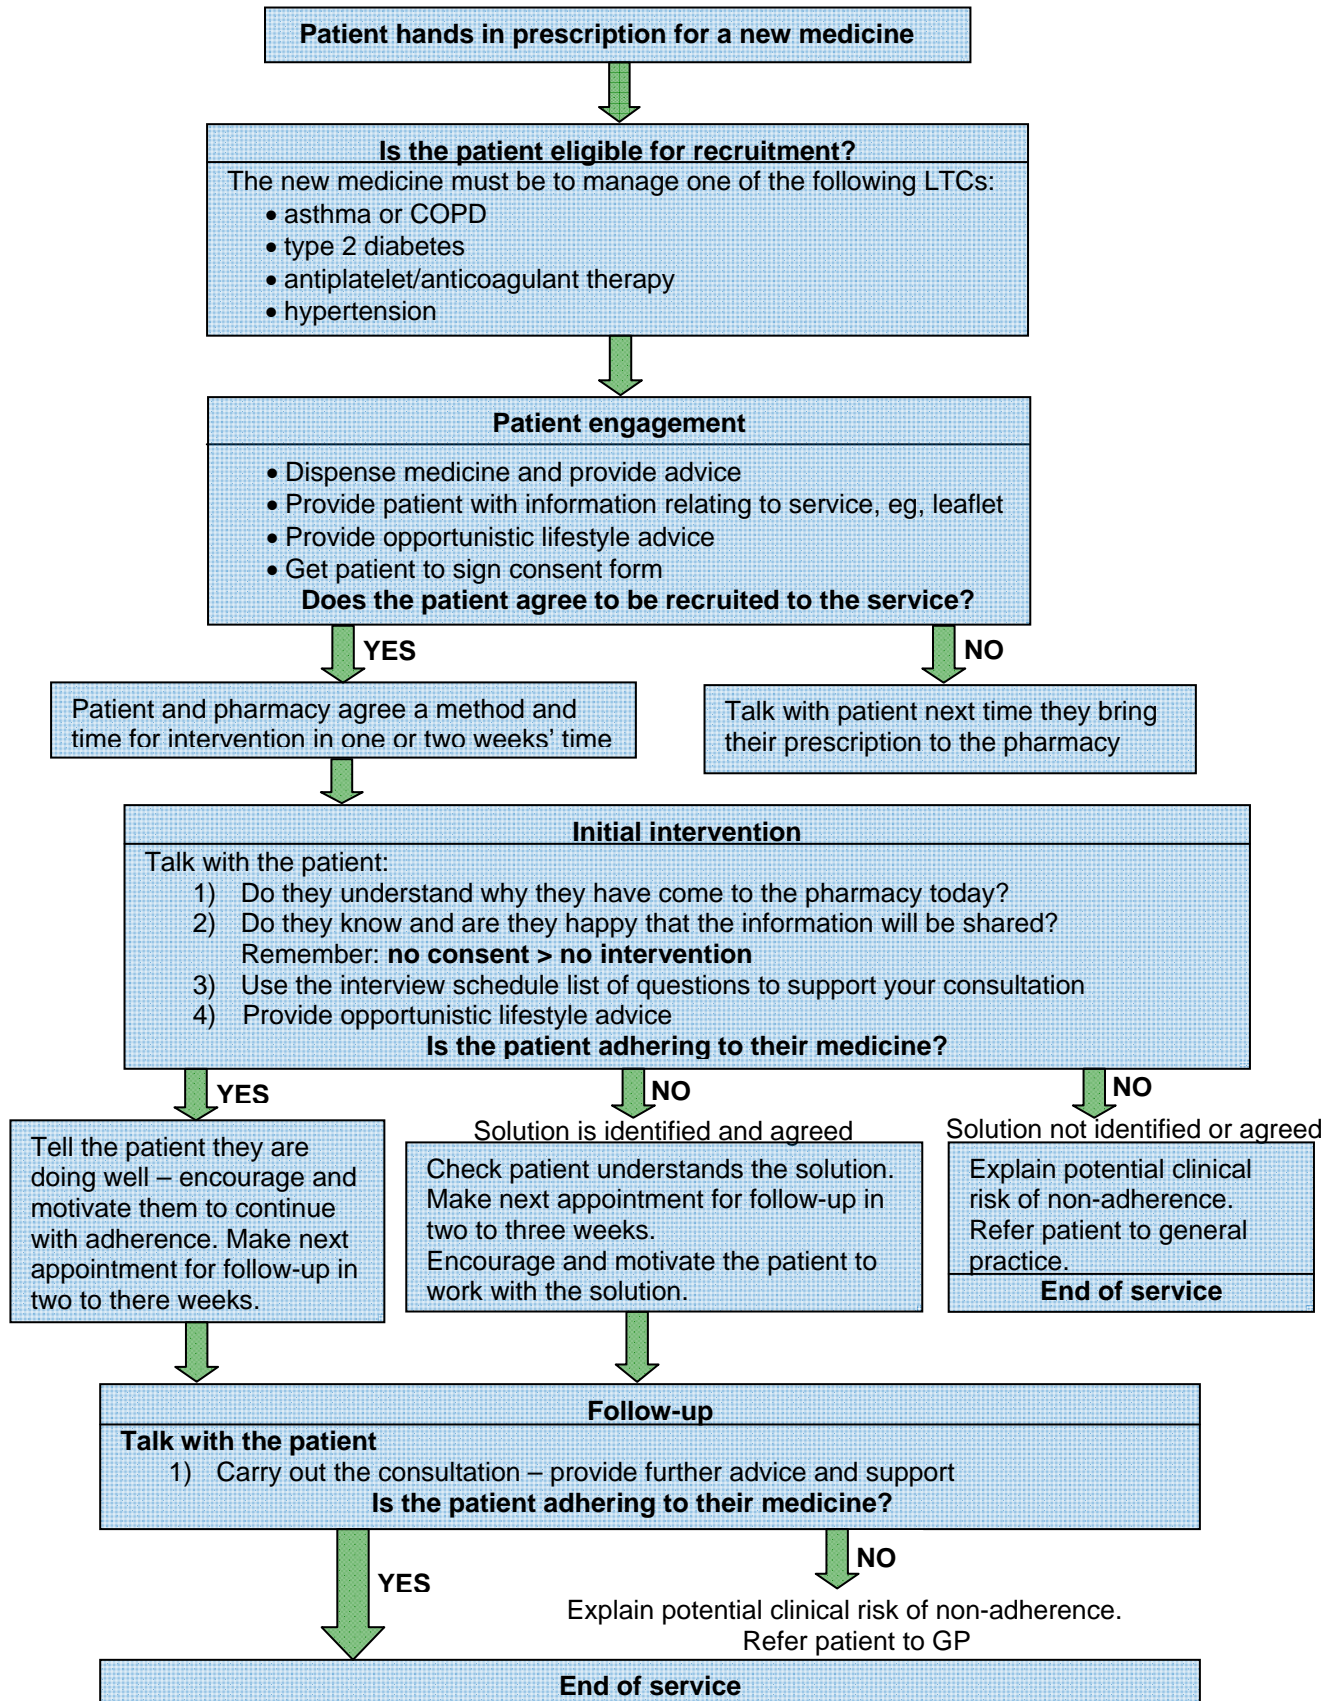 Patient hands in prescription for a new medicine
Is the patient eligible for recruitment?
The new medicine must be to manage one of the following LTCs:
• asthma or COPD
• type 2 diabetes
• antiplatelet/anticoagulant therapy
• hypertension
Patient engagement
• Dispense medicine and provide advice
• Provide patient with information relating to service, eg, leaflet
• Provide opportunistic lifestyle advice
• Get patient to sign consent form
Does the patient agree to be recruited to the service?
YES
NO
Patient and pharmacy agree a method and
time for intervention in one or two weeks' time
Talk with patient next time they bring
their prescription to the pharmacy
Initial intervention
Talk with the patient:
1) Do they understand why they have come to the pharmacy today?
2) Do they know and are they happy that the information will be shared?
Remember: no consent > no intervention
3) Use the interview schedule list of questions to support your consultation
4) Provide opportunistic lifestyle advice
Is the patient adhering to their medicine?
YES
Tell the patient they are
doing well – encourage and
motivate them to continue
with adherence. Make next
appointment for follow-up in
two to there weeks.
NO
Solution is identified and agreed
Check patient understands the solution.
Make next appointment for follow-up in
two to three weeks.
Encourage and motivate the patient to
work with the solution.
NO
Solution not identified or agreed
Explain potential clinical
risk of non-adherence.
Refer patient to general
practice.
End of service
Follow-up
Talk with the patient
1) Carry out the consultation – provide further advice and support
Is the patient adhering to their medicine?
YES
NO
Explain potential clinical risk of non-adherence.
Refer patient to GP
End of service